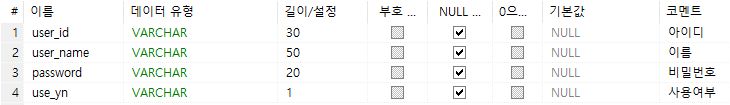 # 이름 데이터 유형 길이/설정 부호 ... NULL ... 0으... 기본값 코멘트
1 user_id VARCHAR 30 NULL 아이디
2 user_name VARCHAR 50 NULL 이름
3 password VARCHAR 20 NULL 비밀번호
4 use_yn VARCHAR 1 NULL 사용여부